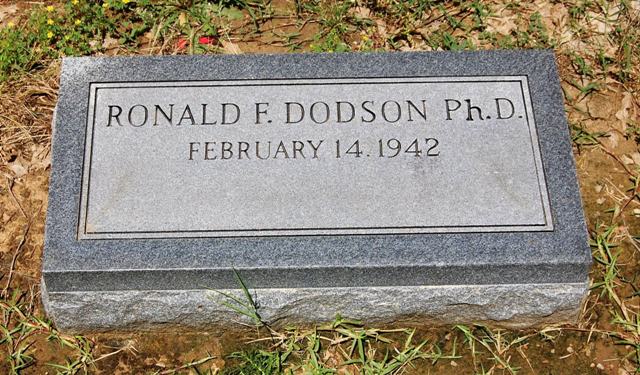 RONALD F. DODSON Ph.D.
FEBRUARY 14. 1942